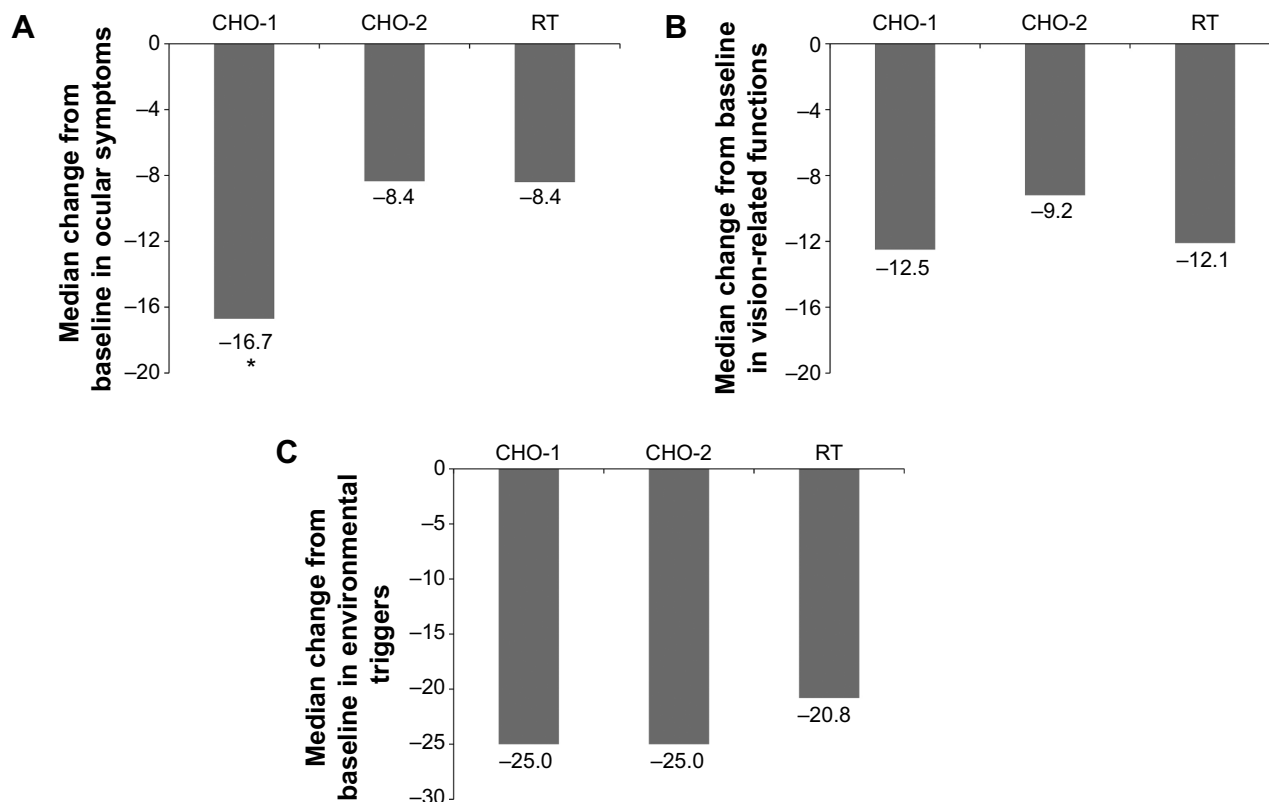 A
CHO-1 CHO-2 RT
0
–4
–8
–12
–16
–20
Median change from
baseline in ocular symptoms
–16.7
*
–8.4
–8.4
B
CHO-1 CHO-2 RT
0
–4
–8
–12
–16
–20
Median change from baseline
in vision-related functions
–12.5
–9.2
–12.1
C
CHO-1 CHO-2 RT
0
–5
–10
–15
–20
–25
–30
Median change from
baseline in environmental
triggers
–25.0
–25.0
–20.8